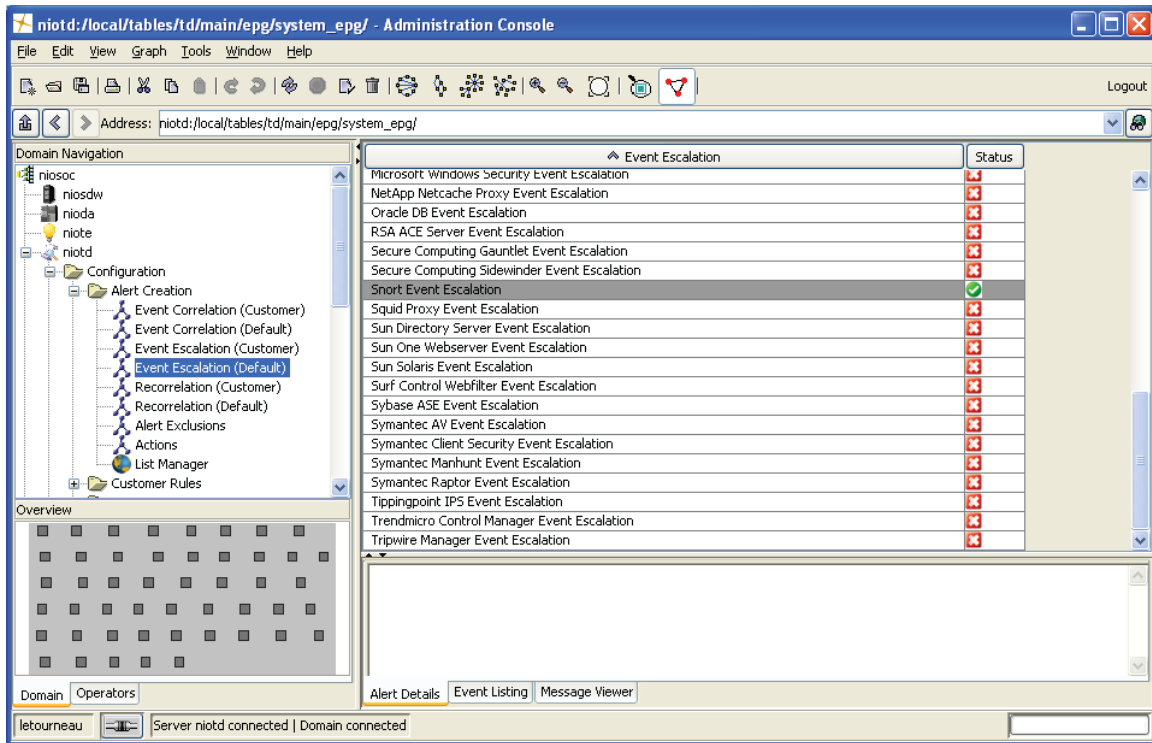 niotd:/local/tables/td/main/epg/system_epg/ - Administration Console
File Edit View Graph Tools Window Help
Logout
Address: niotd:/local/tables/td/main/epg/system_epg/
Domain Navigation
niosoc
niosdw
nioda
niote
niotd
Configuration
Alert Creation
Event Correlation (Customer)
Event Correlation (Default)
Event Escalation (Customer)
Event Escalation (Default)
Recorrelation (Customer)
Recorrelation (Default)
Alert Exclusions
Actions
List Manager
Customer Rules
Overview
Domain Operators
Event Escalation Status
Microsoft Windows Security Event Escalation
NetApp Netcache Proxy Event Escalation
Oracle DB Event Escalation
RSA ACE Server Event Escalation
Secure Computing Gauntlet Event Escalation
Secure Computing Sidewinder Event Escalation
Snort Event Escalation
Squid Proxy Event Escalation
Sun Directory Server Event Escalation
Sun One Webserver Event Escalation
Sun Solaris Event Escalation
Surf Control Webfilter Event Escalation
Sybase ASE Event Escalation
Symantec AV Event Escalation
Symantec Client Security Event Escalation
Symantec Manhunt Event Escalation
Symantec Raptor Event Escalation
Tippingpoint IPS Event Escalation
Trendmicro Control Manager Event Escalation
Tripwire Manager Event Escalation
Alert Details Event Listing Message Viewer
letourneau Server niotd connected | Domain connected